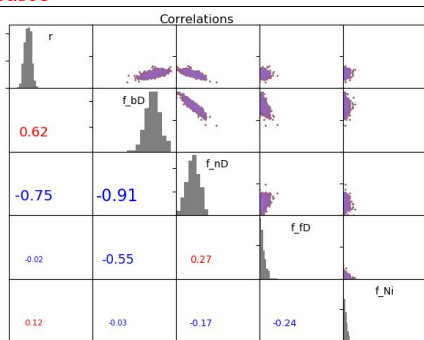 Correlations
r
f_bD
0.62
f_nD
-0.75
-0.91
f_fD
-0.02
-0.55
0.27
f_Ni
0.12
-0.03
-0.17
-0.24